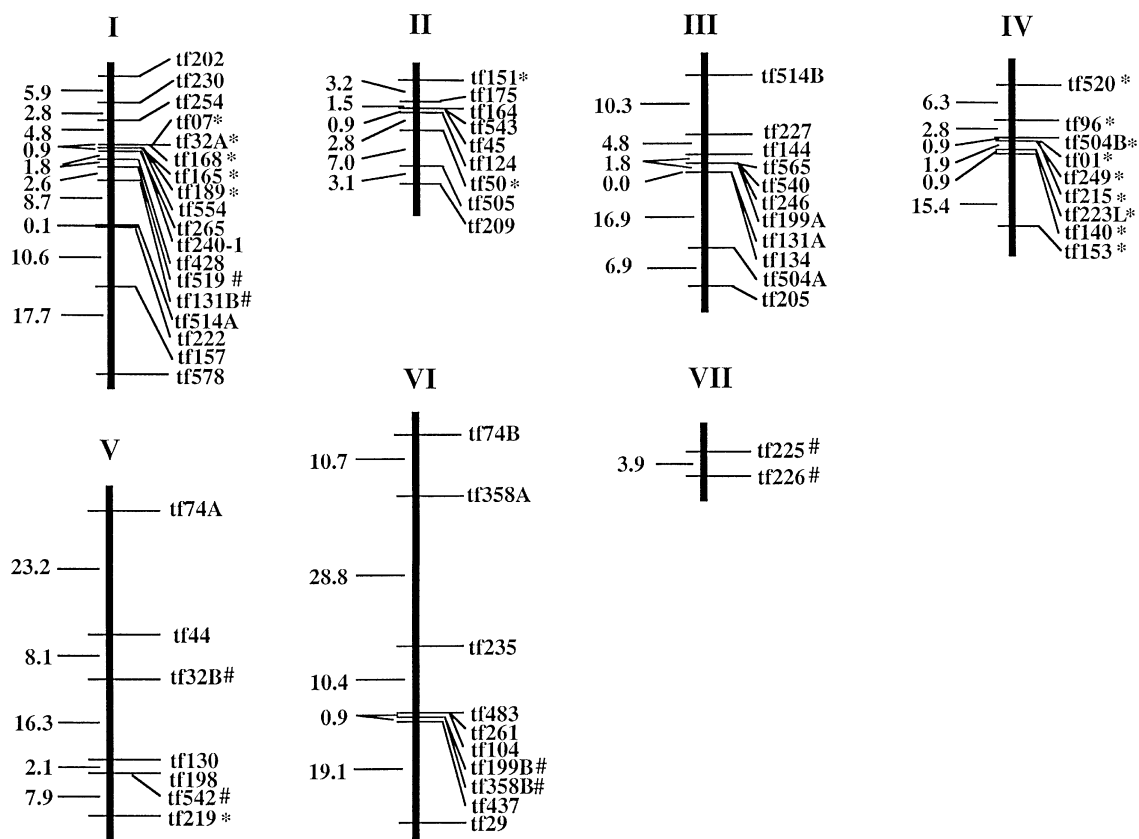 I
5.9
2.8
4.8
0.9
1.8
2.6
8.7
0.1
10.6
17.7
tf202
tf230
tf254
tf07*
tf32A*
tf168*
tf165*
tf189*
tf554
tf265
tf240-1
tf428
tf519 #
tf131B#
tf514A
tf222
tf157
tf578
II
3.2
1.5
0.9
2.8
7.0
3.1
tf151*
tf175
tf164
tf543
tf45
tf124
tf50*
tf505
tf209
III
10.3
4.8
1.8
0.0
16.9
6.9
tf514B
tf227
tf144
tf565
tf540
tf246
tf199A
tf131A
tf134
tf504A
tf205
IV
6.3
2.8
0.9
1.9
0.9
15.4
tf520 *
tf96 *
tf504B*
tf01*
tf249*
tf215 *
tf223L*
tf140 *
tf153 *
V
23.2
8.1
16.3
2.1
7.9
tf74A
tf44
tf32B#
tf130
tf198
tf542 #
tf219 *
VI
10.7
28.8
10.4
0.9
19.1
tf74B
tf358A
tf235
tf483
tf261
tf104
tf199B#
tf358B#
tf437
tf29
VII
3.9
tf225 #
tf226 #